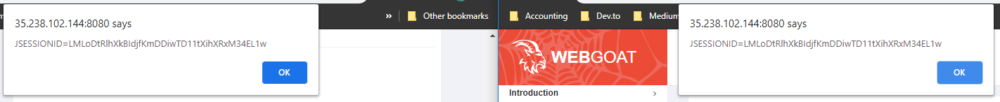 » Other bookmarks
35.238.102.144:8080 says
JSESSIONID=LMLoDtRlhXkBIdjfKmDDiwTD11tXihXRxM34EL1w
OK
Accounting Dev.to Medium
WEBGOAT
Introduction
35.238.102.144:8080 says
JSESSIONID=LMLoDtRlhXkBIdjfKmDDiwTD11tXihXRxM34EL1w
OK